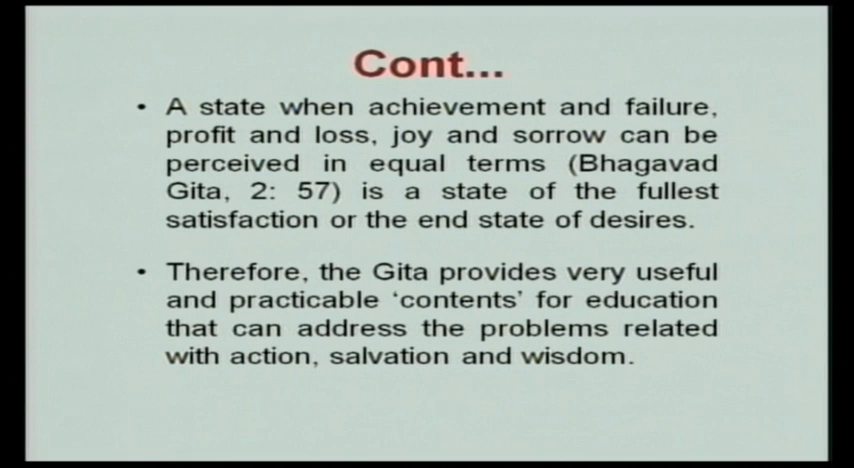 Cont...
• A state when achievement and failure,
profit and loss, joy and sorrow can be
perceived in equal terms (Bhagavad
Gita, 2: 57) is a state of the fullest
satisfaction or the end state of desires.
• Therefore, the Gita provides very useful
and practicable ‘contents’ for education
that can address the problems related
with action, salvation and wisdom.